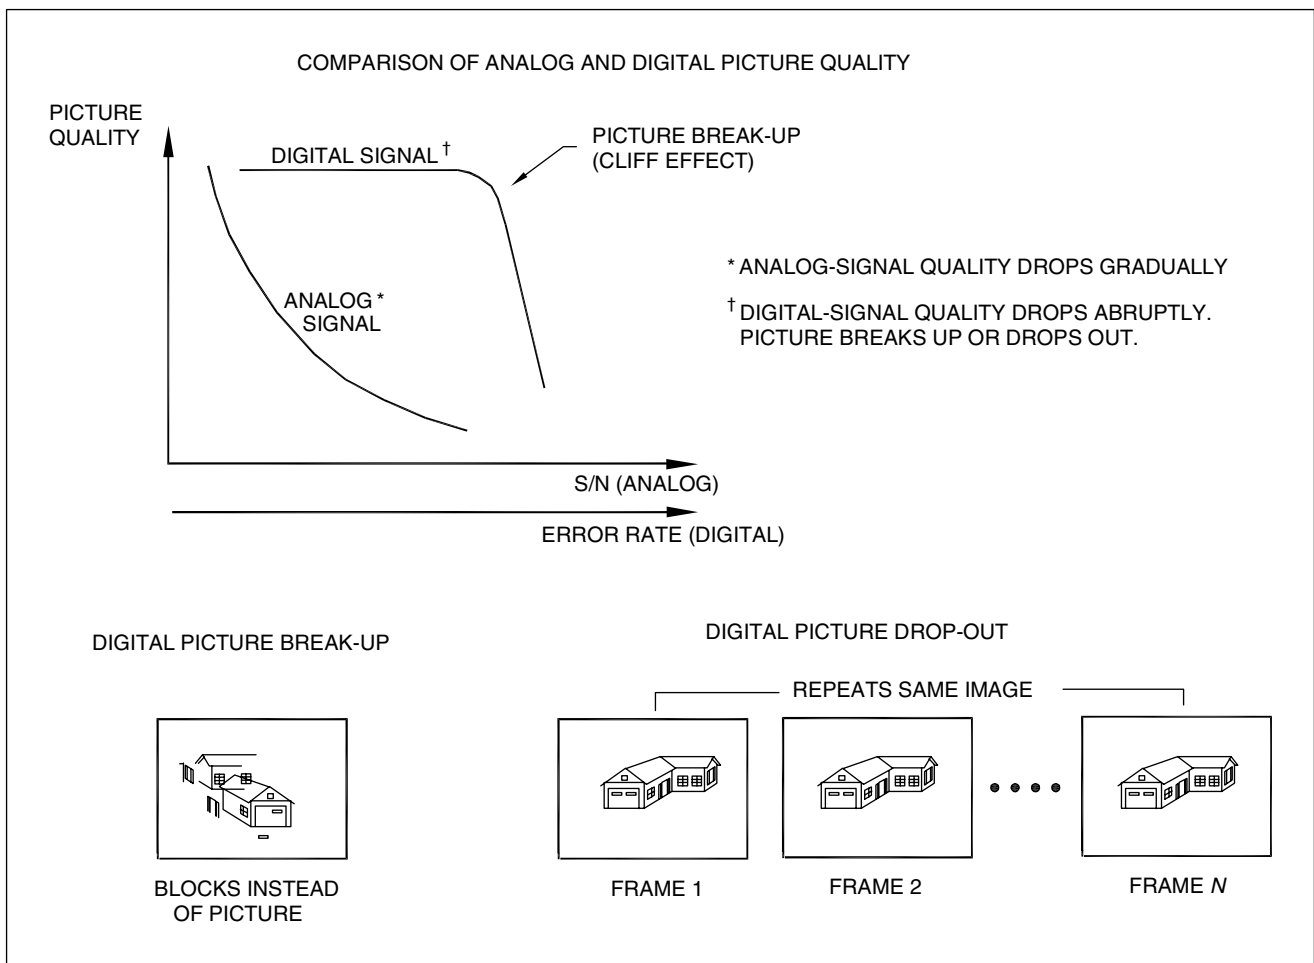 COMPARISON OF ANALOG AND DIGITAL PICTURE QUALITY
PICTURE
QUALITY
DIGITAL SIGNAL†
PICTURE BREAK-UP
(CLIFF EFFECT)
ANALOG*
SIGNAL
* ANALOG-SIGNAL QUALITY DROPS GRADUALLY
† DIGITAL-SIGNAL QUALITY DROPS ABRUPTLY.
PICTURE BREAKS UP OR DROPS OUT.
S/N (ANALOG)
ERROR RATE (DIGITAL)
DIGITAL PICTURE BREAK-UP
BLOCKS INSTEAD
OF PICTURE
DIGITAL PICTURE DROP-OUT
REPEATS SAME IMAGE
FRAME 1
FRAME 2
FRAME N